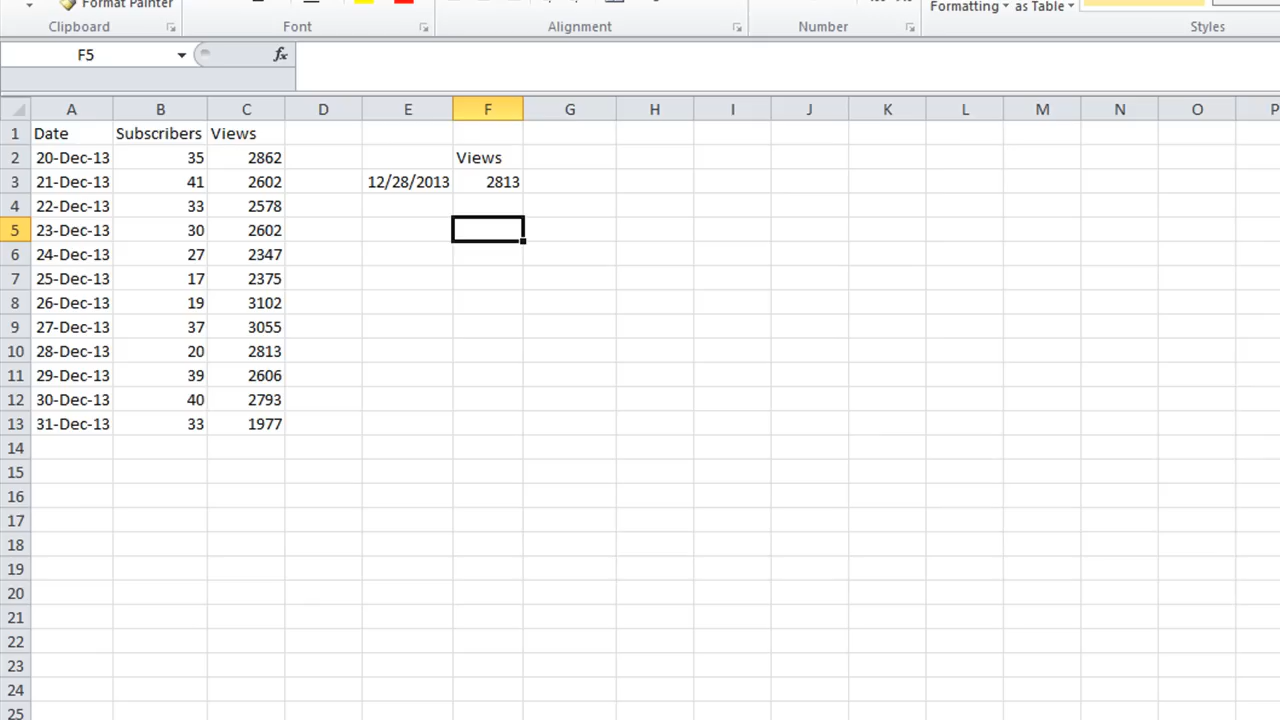 Format Painter
Formatting as Table
Clipboard Font Alignment Number Styles
F5 fx
A B C D E F G H I J K L M N O P
1 Date Subscribers Views
2 20-Dec-13 35 2862 Views
3 21-Dec-13 41 2602 12/28/2013 2813
4 22-Dec-13 33 2578
5 23-Dec-13 30 2602
6 24-Dec-13 27 2347
7 25-Dec-13 17 2375
8 26-Dec-13 19 3102
9 27-Dec-13 37 3055
10 28-Dec-13 20 2813
11 29-Dec-13 39 2606
12 30-Dec-13 40 2793
13 31-Dec-13 33 1977
14
15
16
17
18
19
20
21
22
23
24
25